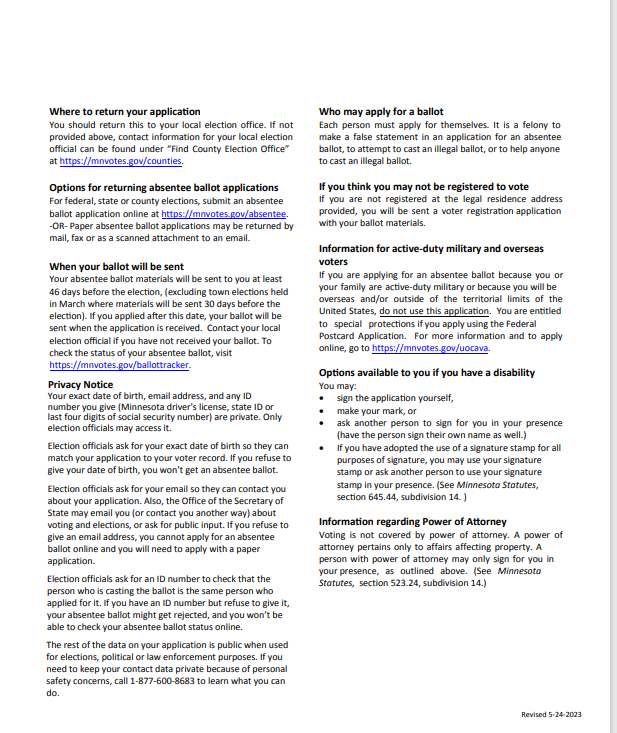 Where to return your application
You should return this to your local election office. If not
provided above, contact information for your local election
official can be found under “Find County Election Office”
at https://mnvotes.gov/counties.
Options for returning absentee ballot applications
For federal, state or county elections, submit an absentee
ballot application online at https://mnvotes.gov/absentee.
-OR- Paper absentee ballot applications may be returned by
mail, fax or as a scanned attachment to an email.
When your ballot will be sent
Your absentee ballot materials will be sent to you at least
46 days before the election, (excluding town elections held
in March where materials will be sent 30 days before the
election). If you applied after this date, your ballot will be
sent when the application is received. Contact your local
election official if you have not received your ballot. To
check the status of your absentee ballot, visit
https://mnvotes.gov/ballottracker.
Privacy Notice
Your exact date of birth, email address, and any ID
number you give (Minnesota driver's license, state ID or
last four digits of social security number) are private. Only
election officials may access it.
Election officials ask for your exact date of birth so they can
match your application to your voter record. If you refuse to
give your date of birth, you won’t get an absentee ballot.
Election officials ask for your email so they can contact you
about your application. Also, the Office of the Secretary of
State may email you (or contact you another way) about
voting and elections, or ask for public input. If you refuse to
give an email address, you cannot apply for an absentee
ballot online and you will need to apply with a paper
application.
Election officials ask for an ID number to check that the
person who is casting the ballot is the same person who
applied for it. If you have an ID number but refuse to give it,
your absentee ballot might get rejected, and you won’t be
able to check your absentee ballot status online.
The rest of the data on your application is public when used
for elections, political or law enforcement purposes. If you
need to keep your contact data private because of personal
safety concerns, call 1-877-600-8683 to learn what you can
do.
Who may apply for a ballot
Each person must apply for themselves. It is a felony to
make a false statement in an application for an absentee
ballot, to attempt to cast an illegal ballot, or to help anyone
to cast an illegal ballot.
If you think you may not be registered to vote
If you are not registered at the legal residence address
provided, you will be sent a voter registration application
with your ballot materials.
Information for active-duty military and overseas
voters
If you are applying for an absentee ballot because you or
your family are active-duty military or because you will be
overseas and/or outside of the territorial limits of the
United States, do not use this application. You are entitled
to special protections if you apply using the Federal
Postcard Application. For more information and to apply
online, go to https://mnvotes.gov/uocava.
Options available to you if you have a disability
You may:
• sign the application yourself,
• make your mark, or
• ask another person to sign for you in your presence
(have the person sign their own name as well.)
• If you have adopted the use of a signature stamp for all
purposes of signature, you may use your signature
stamp or ask another person to use your signature
stamp in your presence. (See Minnesota Statutes,
section 645.44, subdivision 14. )
Information regarding Power of Attorney
Voting is not covered by power of attorney. A power of
attorney pertains only to affairs affecting property. A
person with power of attorney may only sign for you in
your presence, as outlined above. (See Minnesota
Statutes, section 523.24, subdivision 14.)
Revised 5-24-2023